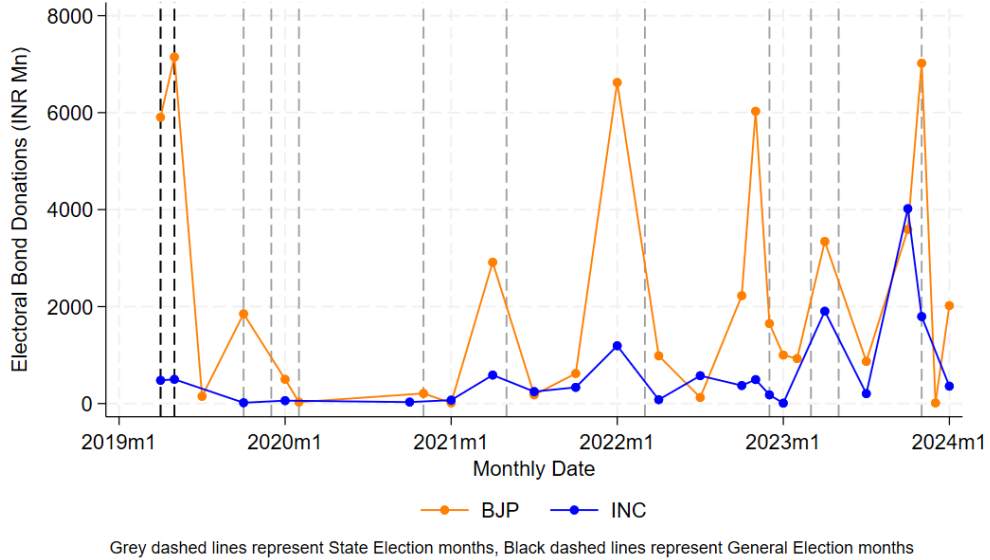 Electoral Bond Donations (INR Mn)
8000
6000
4000
2000
0
2019m1 2020m1 2021m1 2022m1 2023m1 2024m1
Monthly Date
BJP INC
Grey dashed lines represent State Election months, Black dashed lines represent General Election months